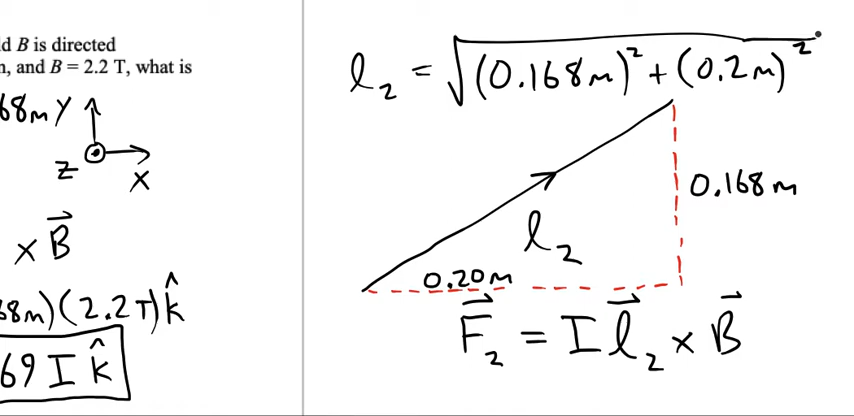 d B is directed
n, and B = 2.2 T, what is
68m Y
Z
X
x B⃗
68m)(2.2T)k̂
69 I k̂
l₂ = √(0.168m)² + (0.2m)²
0.168m
l₂
0.20m
F⃗₂ = I l⃗₂ × B⃗